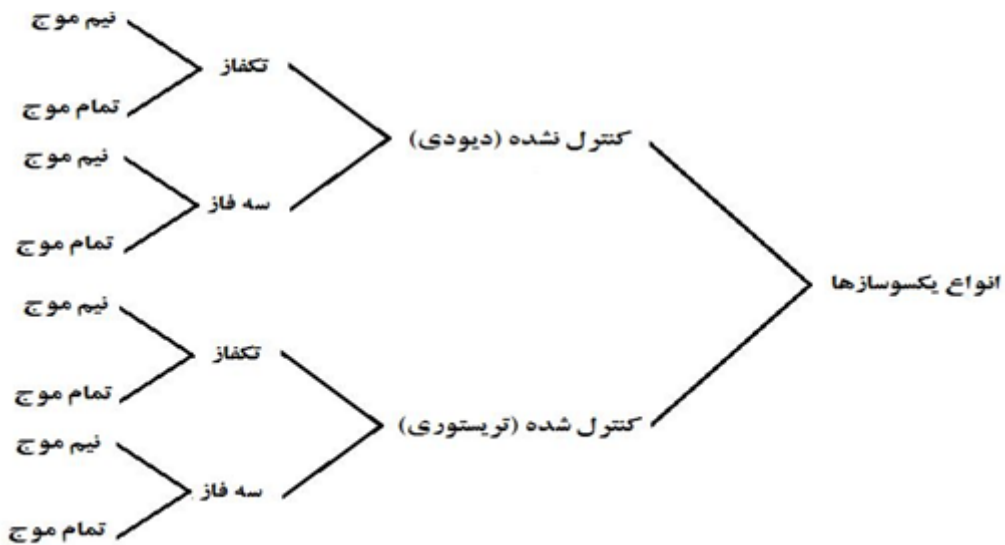 انواع یکسوسازها
کنترل نشده (دیودی)
تکفاز
نیم موج
تمام موج
سه فاز
نیم موج
تمام موج
کنترل شده (تریستوری)
تکفاز
نیم موج
تمام موج
سه فاز
نیم موج
تمام موج